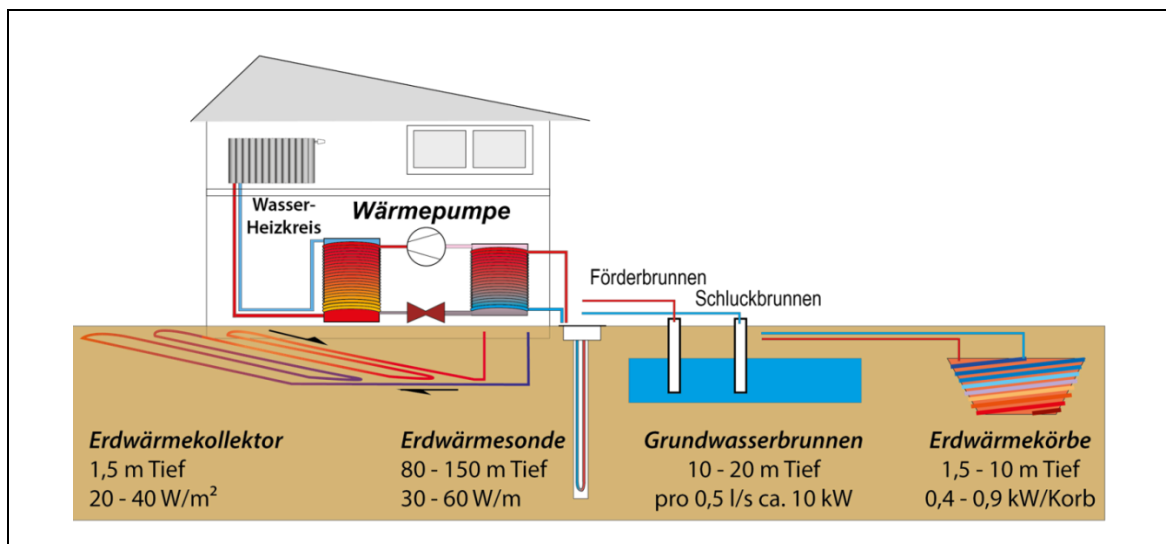 Wasser-
Heizkreis
Wärmepumpe
Förderbrunnen
Schluckbrunnen
Erdwärmekollektor
1,5 m Tief
20 - 40 W/m²
Erdwärmesonde
80 - 150 m Tief
30 - 60 W/m
Grundwasserbrunnen
10 - 20 m Tief
pro 0,5 l/s ca. 10 kW
Erdwärmekörbe
1,5 - 10 m Tief
0,4 - 0,9 kW/Korb